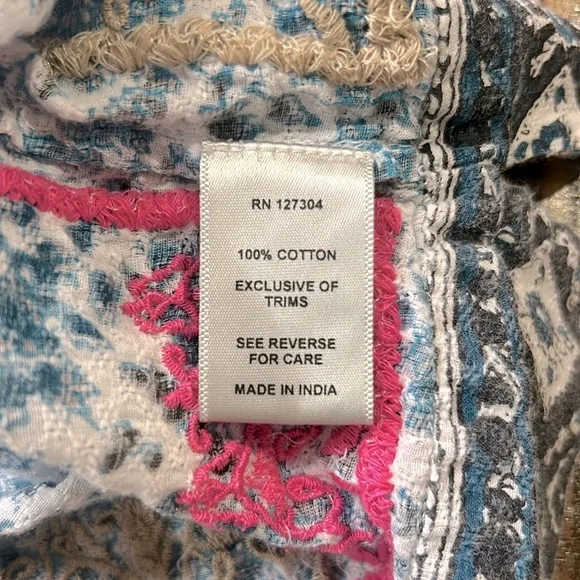 RN 127304
100% COTTON
EXCLUSIVE OF
TRIMS
SEE REVERSE
FOR CARE
MADE IN INDIA